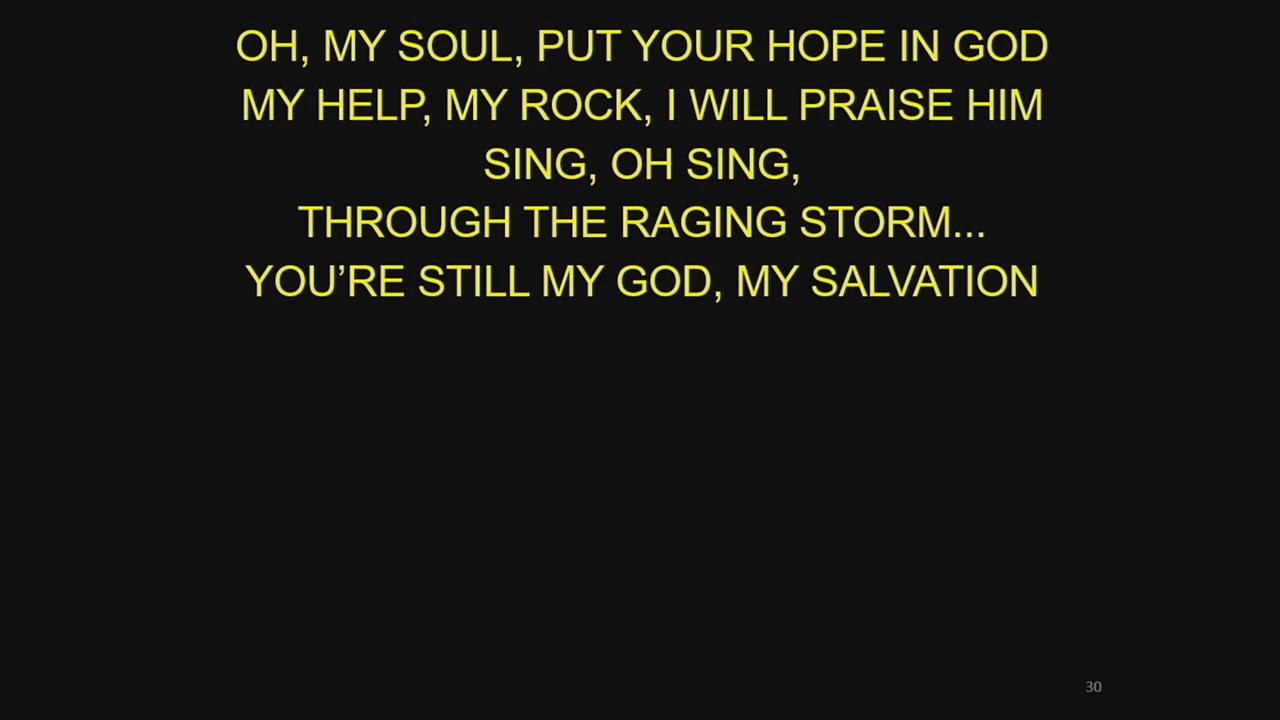 OH, MY SOUL, PUT YOUR HOPE IN GOD
MY HELP, MY ROCK, I WILL PRAISE HIM
SING, OH SING,
THROUGH THE RAGING STORM...
YOU’RE STILL MY GOD, MY SALVATION
30